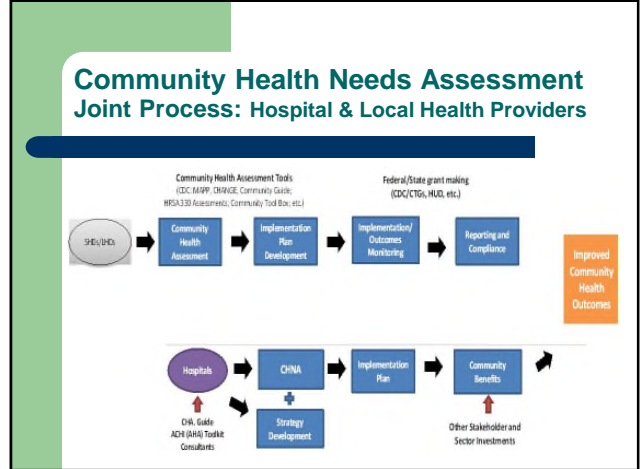 Community Health Needs Assessment
Joint Process: Hospital & Local Health Providers
Community Health Assessment Tools
(CDC: MAPP, CHANGE, Community Guide;
HRSA 330 Assessments; Community Tool Box; etc.)
Federal/State grant making
(CDC/CTGs, HUD, etc.)
SHDs/LHDs
Community
Health
Assessment
Implementation
Plan
Development
Implementation/
Outcomes
Monitoring
Reporting and
Compliance
Improved
Community
Health
Outcomes
Hospitals
CHNA
Implementation
Plan
Community
Benefits
CHA. Guide
ACHI (AHA) Toolkit
Consultants
Strategy
Development
Other Stakeholder and
Sector Investments